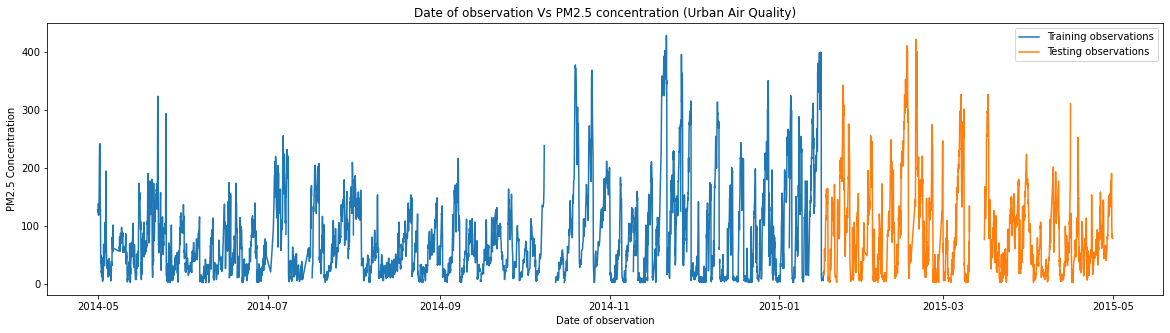 Date of observation Vs PM2.5 concentration (Urban Air Quality)
Training observations
Testing observations
PM2.5 Concentration
400
300
200
100
0
2014-05 2014-07 2014-09 2014-11 2015-01 2015-03 2015-05
Date of observation